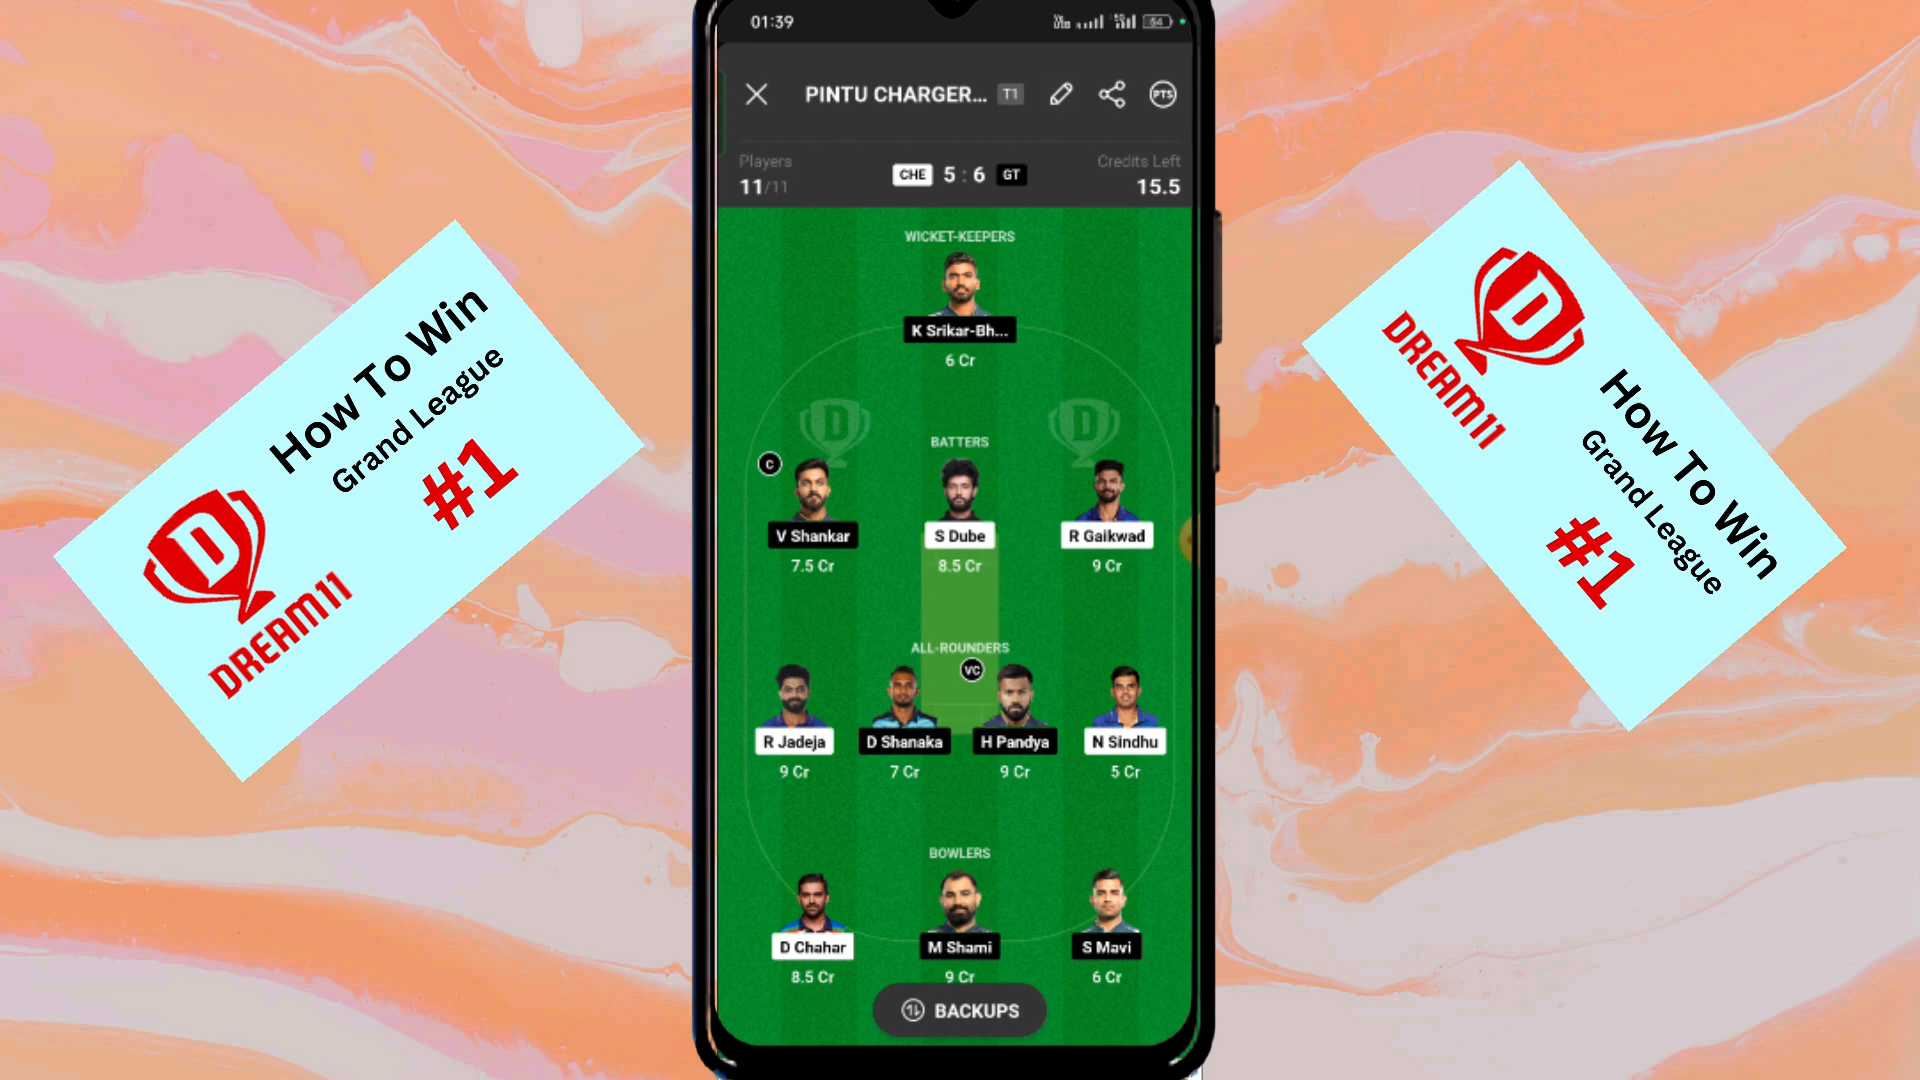 01:39
54
PINTU CHARGER... T1
PTS
Players
11/11
CHE 5 : 6 GT
Credits Left
15.5
WICKET-KEEPERS
K Srikar-Bh...
6 Cr
BATTERS
C
V Shankar
7.5 Cr
S Dube
8.5 Cr
R Gaikwad
9 Cr
ALL-ROUNDERS
VC
R Jadeja
9 Cr
D Shanaka
7 Cr
H Pandya
9 Cr
N Sindhu
5 Cr
BOWLERS
D Chahar
8.5 Cr
M Shami
9 Cr
S Mavi
6 Cr
BACKUPS
How To Win
Grand League
#1
D
DREAM11
D
DREAM11
How To Win
Grand League
#1